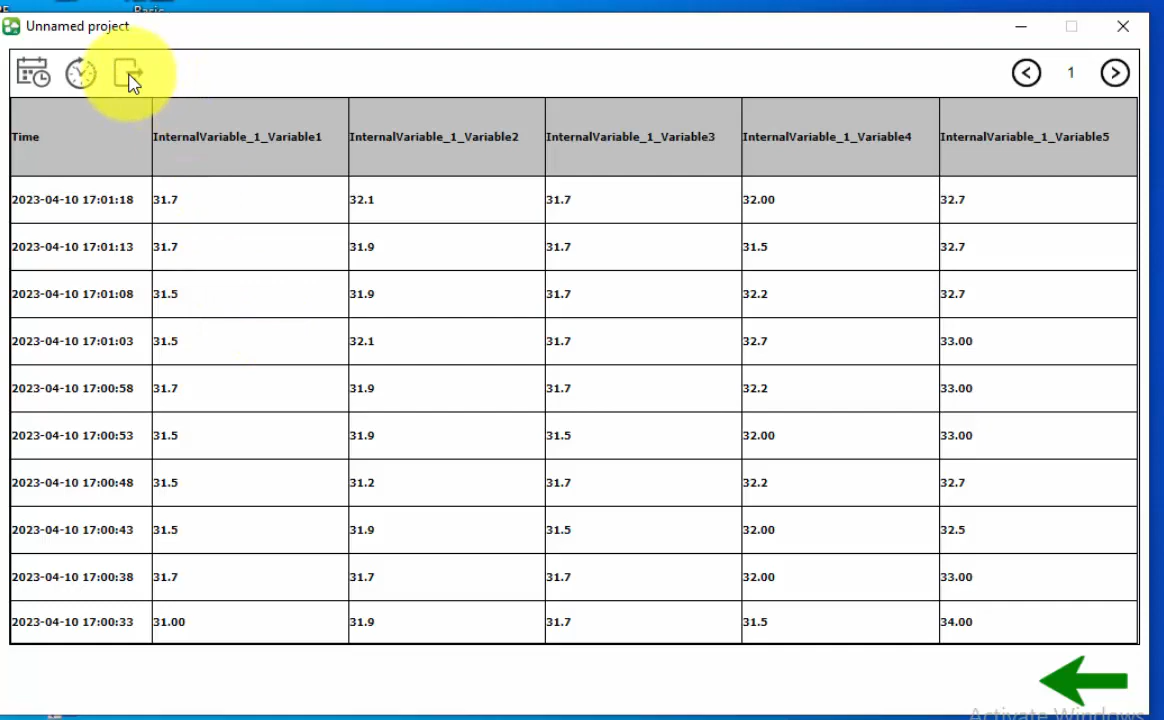 Basic
Unnamed project
1
Time InternalVariable_1_Variable1 InternalVariable_1_Variable2 InternalVariable_1_Variable3 InternalVariable_1_Variable4 InternalVariable_1_Variable5
2023-04-10 17:01:18 31.7 32.1 31.7 32.00 32.7
2023-04-10 17:01:13 31.7 31.9 31.7 31.5 32.7
2023-04-10 17:01:08 31.5 31.9 31.7 32.2 32.7
2023-04-10 17:01:03 31.5 32.1 31.7 32.7 33.00
2023-04-10 17:00:58 31.7 31.9 31.7 32.2 33.00
2023-04-10 17:00:53 31.5 31.9 31.5 32.00 33.00
2023-04-10 17:00:48 31.5 31.2 31.7 32.2 32.7
2023-04-10 17:00:43 31.5 31.9 31.5 32.00 32.5
2023-04-10 17:00:38 31.7 31.7 31.7 32.00 33.00
2023-04-10 17:00:33 31.00 31.9 31.7 31.5 34.00
Activate Windows